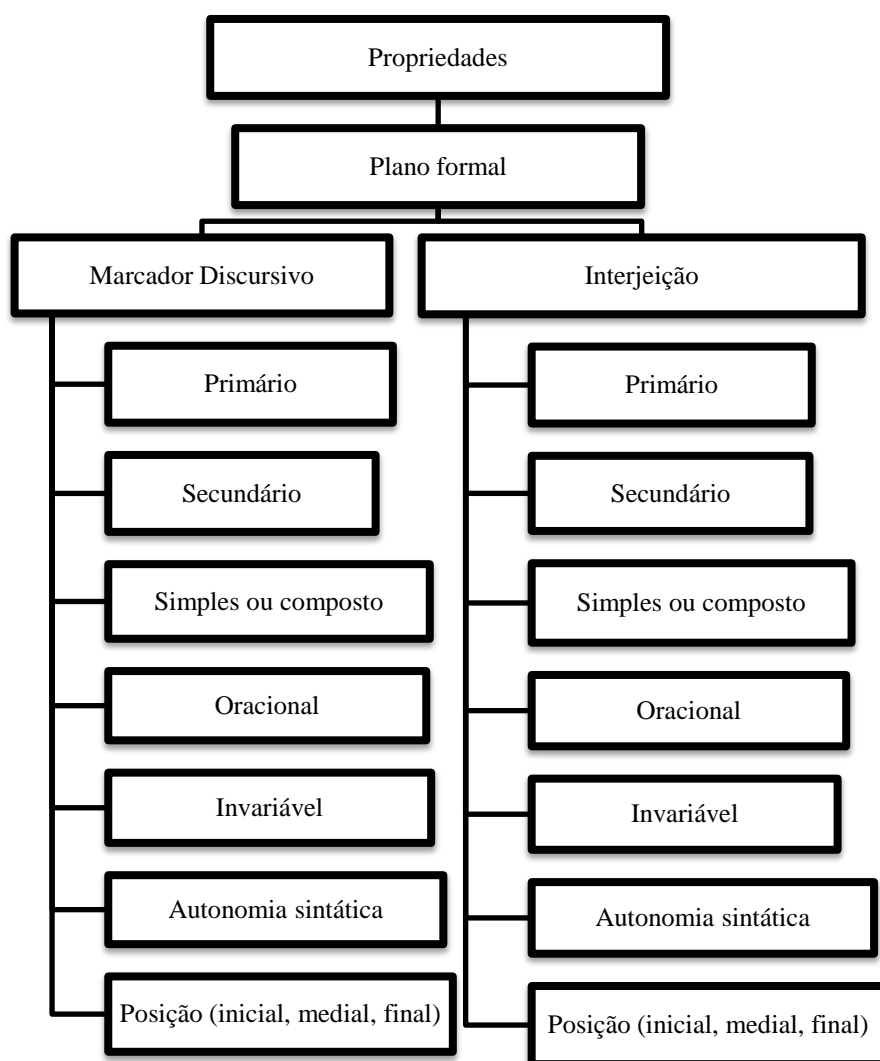 Propriedades
Plano formal
Marcador Discursivo
Primário
Secundário
Simples ou composto
Oracional
Invariável
Autonomia sintática
Posição (inicial, medial, final)
Interjeição
Primário
Secundário
Simples ou composto
Oracional
Invariável
Autonomia sintática
Posição (inicial, medial, final)